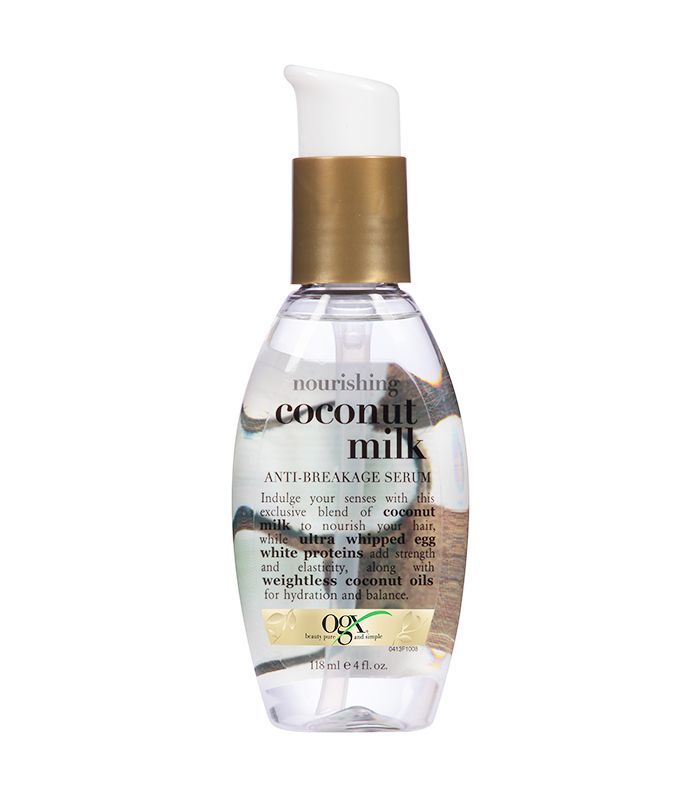 nourishing
coconut
milk
ANTI-BREAKAGE SERUM
Indulge your senses with this
exclusive blend of coconut
milk to nourish your hair,
while ultra whipped egg
white proteins add strength
and elasticity, along with
weightless coconut oils
for hydration and balance.
ogx®
beauty pure and simple
0413F1008
118 ml e 4 fl. oz.